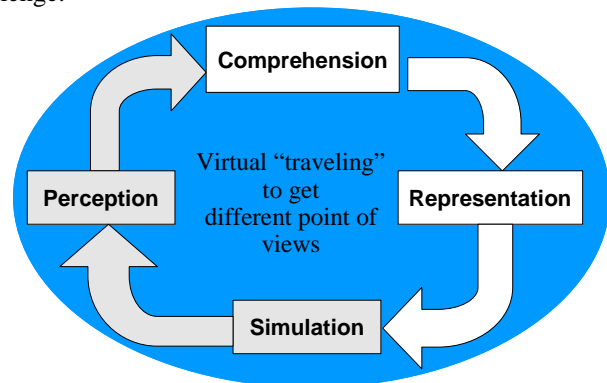 Comprehension
Virtual “traveling”
to get
different point of
views
Perception
Representation
Simulation